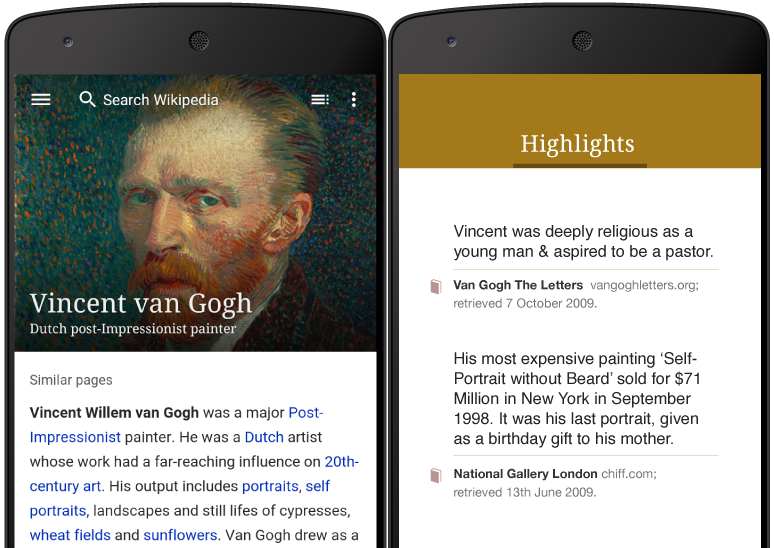 Search Wikipedia
Vincent van Gogh
Dutch post-Impressionist painter
Similar pages
Vincent Willem van Gogh was a major Post-
Impressionist painter. He was a Dutch artist
whose work had a far-reaching influence on 20th-
century art. His output includes portraits, self
portraits, landscapes and still lifes of cypresses,
wheat fields and sunflowers. Van Gogh drew as a
Highlights
Vincent was deeply religious as a
young man & aspired to be a pastor.
Van Gogh The Letters vangoghletters.org;
retrieved 7 October 2009.
His most expensive painting ‘Self-
Portrait without Beard’ sold for $71
Million in New York in September
1998. It was his last portrait, given
as a birthday gift to his mother.
National Gallery London chiff.com;
retrieved 13th June 2009.